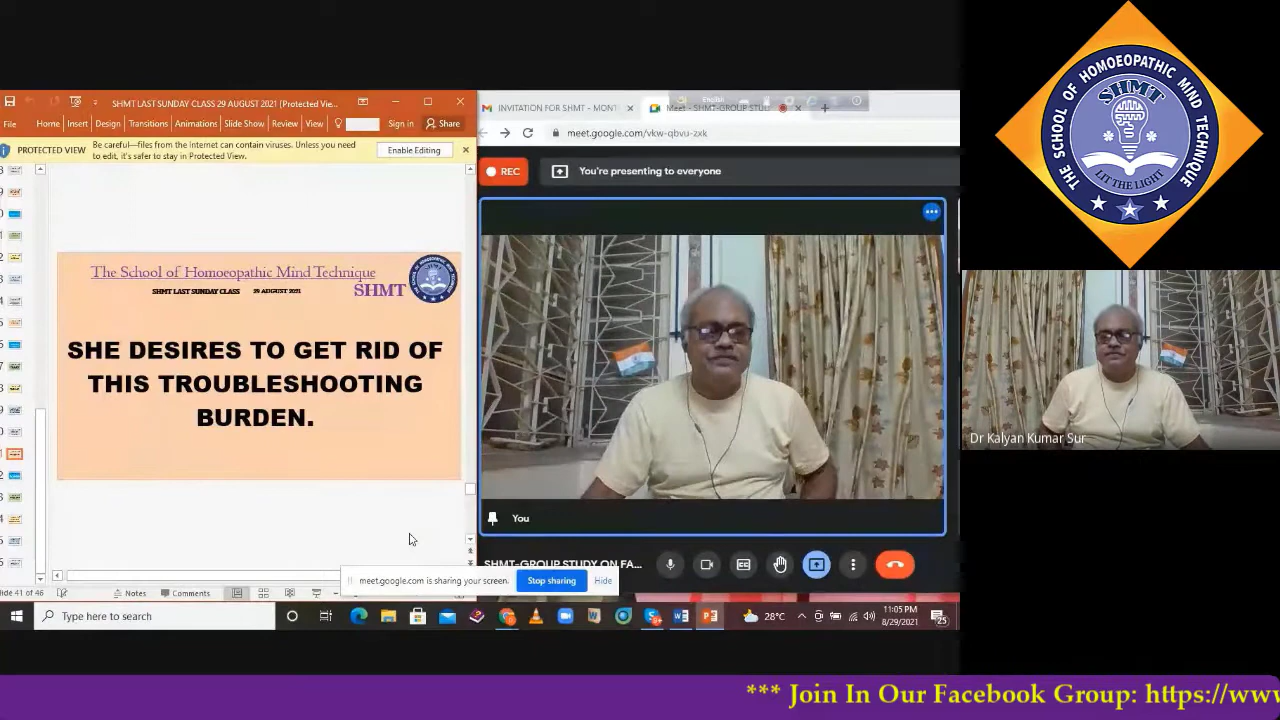 SHMT LAST SUNDAY CLASS 29 AUGUST 2021 [Protected Vie...
File Home Insert Design Transitions Animations Slide Show Review View Sign in Share
PROTECTED VIEW Be careful—files from the Internet can contain viruses. Unless you need to edit, it's safer to stay in Protected View. Enable Editing
The School of Homoeopathic Mind Technique
SHMT LAST SUNDAY CLASS 29 AUGUST 2021 SHMT
SHE DESIRES TO GET RID OF
THIS TROUBLESHOOTING
BURDEN.
lide 41 of 46 Notes Comments
INVITATION FOR SHMT - MONT
Meet - SHMT-GROUP STU
English
meet.google.com/vkw-qbvu-zxk
REC You're presenting to everyone
You
SHMT-GROUP STUDY ON FA...
meet.google.com is sharing your screen. Stop sharing Hide
Type here to search
28°C
11:05 PM
8/29/2021
25
THE SCHOOL OF HOMOEOPATHIC MIND TECHNIQUE
SHMT
LIT THE LIGHT
Dr Kalyan Kumar Sur
*** Join In Our Facebook Group: https://www